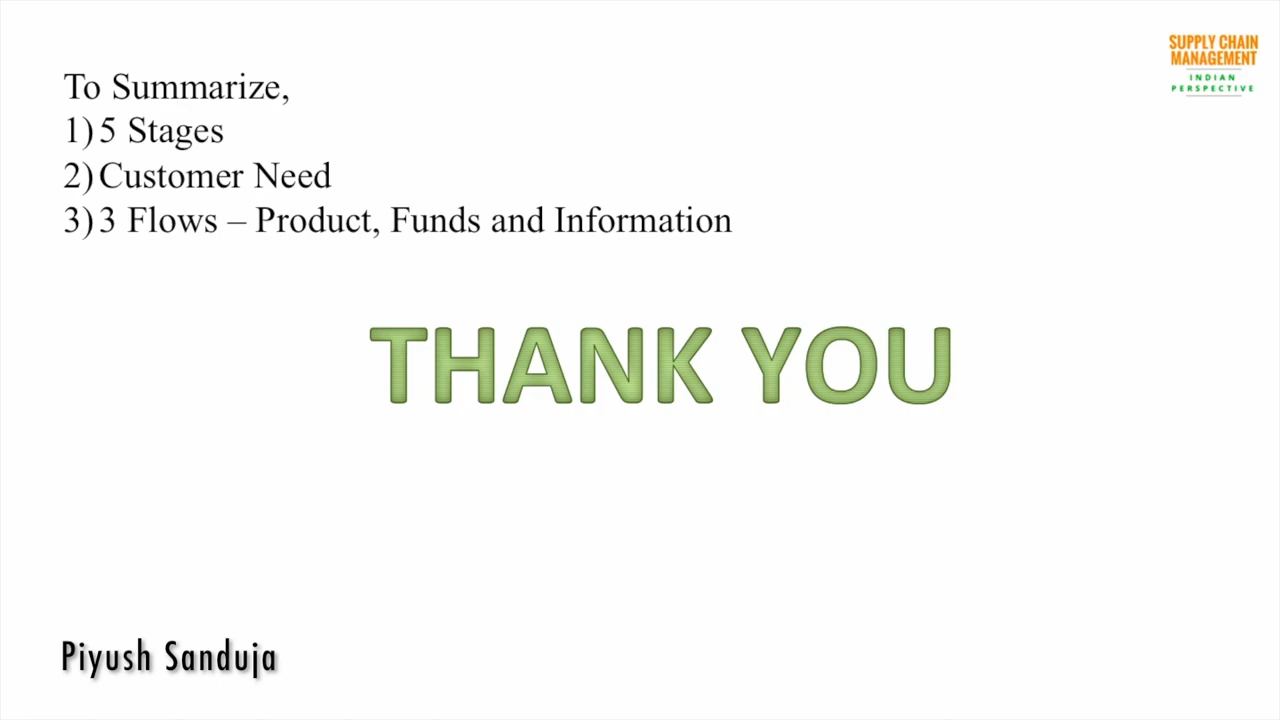 SUPPLY CHAIN
MANAGEMENT
INDIAN
PERSPECTIVE
To Summarize,
1) 5 Stages
2) Customer Need
3) 3 Flows – Product, Funds and Information
THANK YOU
Piyush Sanduja